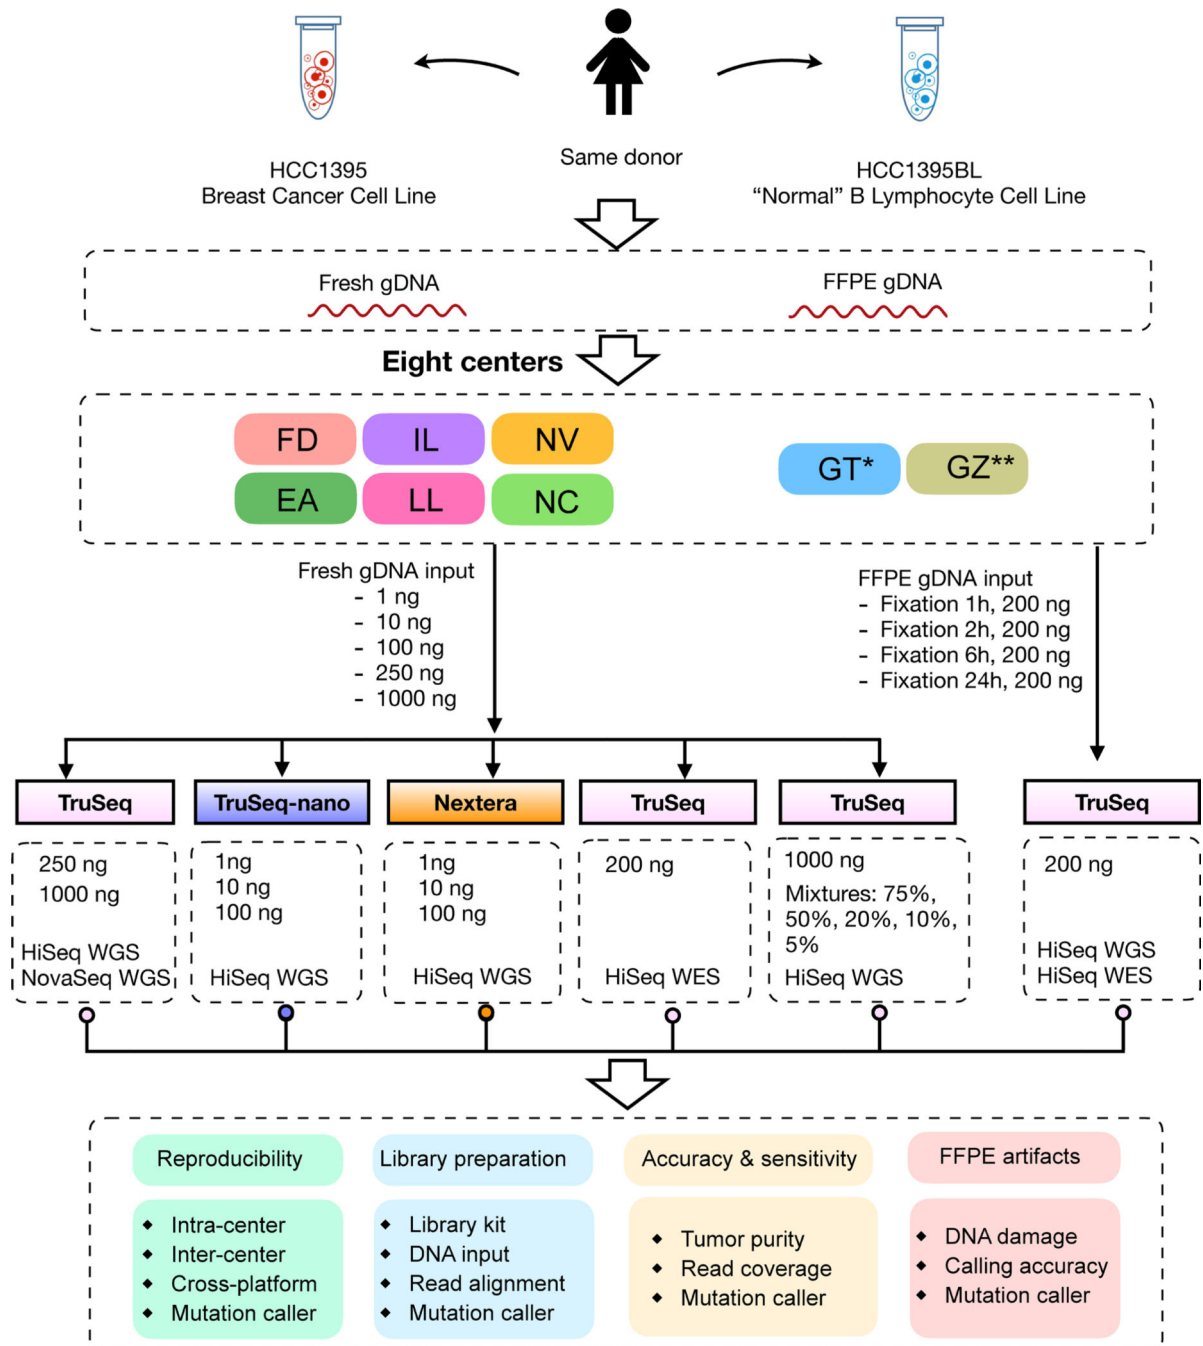 HCC1395
Breast Cancer Cell Line
Same donor
HCC1395BL
“Normal” B Lymphocyte Cell Line
Fresh gDNA
FFPE gDNA
Eight centers
FD
IL
NV
EA
LL
NC
GT*
GZ**
Fresh gDNA input
- 1 ng
- 10 ng
- 100 ng
- 250 ng
- 1000 ng
FFPE gDNA input
- Fixation 1h, 200 ng
- Fixation 2h, 200 ng
- Fixation 6h, 200 ng
- Fixation 24h, 200 ng
TruSeq
250 ng
1000 ng
HiSeq WGS
NovaSeq WGS
TruSeq-nano
1ng
10 ng
100 ng
HiSeq WGS
Nextera
1ng
10 ng
100 ng
HiSeq WGS
TruSeq
200 ng
HiSeq WES
TruSeq
1000 ng
Mixtures: 75%,
50%, 20%, 10%,
5%
HiSeq WGS
TruSeq
200 ng
HiSeq WGS
HiSeq WES
Reproducibility
◆ Intra-center
◆ Inter-center
◆ Cross-platform
◆ Mutation caller
Library preparation
◆ Library kit
◆ DNA input
◆ Read alignment
◆ Mutation caller
Accuracy & sensitivity
◆ Tumor purity
◆ Read coverage
◆ Mutation caller
FFPE artifacts
◆ DNA damage
◆ Calling accuracy
◆ Mutation caller